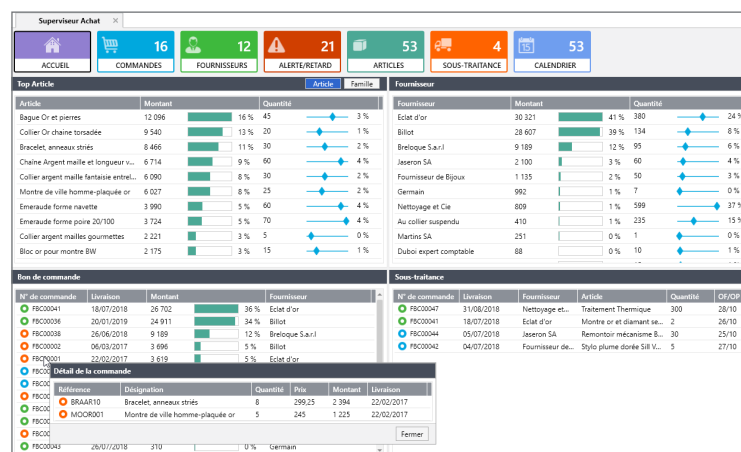 Superviseur Achat ×
16 12 21 53 4 15 53
ACCUEIL COMMANDES FOURNISSEURS ALERTE/RETARD ARTICLES SOUS-TRAITANCE CALENDRIER
Top Article Article Famille
Article Montant Quantité
Bague Or et pierres 12 096 16 % 45 3 %
Collier Or chaine torsadée 9 540 13 % 20 1 %
Bracelet, anneaux striés 8 466 11 % 30 2 %
Chaîne Argent maille et longueur v... 6 714 9 % 60 4 %
Collier argent maille fantaisie entrel... 6 090 8 % 30 2 %
Montre de ville homme-plaquée or 6 027 8 % 25 2 %
Emeraude forme navette 3 990 5 % 60 4 %
Emeraude forme poire 20/100 3 724 5 % 70 4 %
Collier argent mailles gourmettes 2 221 3 % 5 0 %
Bloc or pour montre BW 2 175 3 % 15 1 %
Fournisseur
Fournisseur Montant Quantité
Eclat d'or 30 321 41 % 380 24 %
Billot 28 607 39 % 134 8 %
Breloque S.a.r.l 9 189 12 % 95 6 %
Jaseron SA 2 100 3 % 60 4 %
Fournisseur de Bijoux 1 135 2 % 50 3 %
Germain 992 1 % 7 0 %
Nettoyage et Cie 809 1 % 599 37 %
Au collier suspendu 410 1 % 235 15 %
Martins SA 251 0 % 1 0 %
Duboi expert comptable 88 0 % 10 1 %
Bon de commande
N° de commande Livraison Montant Fournisseur
FBC00041 18/07/2018 26 702 36 % Eclat d'or
FBC00036 20/01/2019 24 911 34 % Billot
FBC00038 26/06/2018 9 189 12 % Breloque S.a.r.l
FBC00002 06/03/2017 3 696 5 % Billot
FBC00001 22/02/2017 3 619 5 % Eclat d'or
FBC00043 26/07/2018 310 0 % Germain
Sous-traitance
N° de commande Livraison Fournisseur Article Quantité OF/OP
FBC00047 31/08/2018 Nettoyage et... Traitement Thermique 300 28/10
FBC00041 18/07/2018 Eclat d'or Montre or et diamant se... 2 26/10
FBC00044 05/07/2018 Jaseron SA Remontoir mécanisme B... 30 25/10
FBC00042 04/07/2018 Fournisseur de... Stylo plume dorée Sill V... 5 27/10
Détail de la commande
Référence Désignation Quantité Prix Montant Livraison
BRAAR10 Bracelet, anneaux striés 8 299,25 2 394 22/02/2017
MOOR001 Montre de ville homme-plaquée or 5 245 1 225 22/02/2017
Fermer